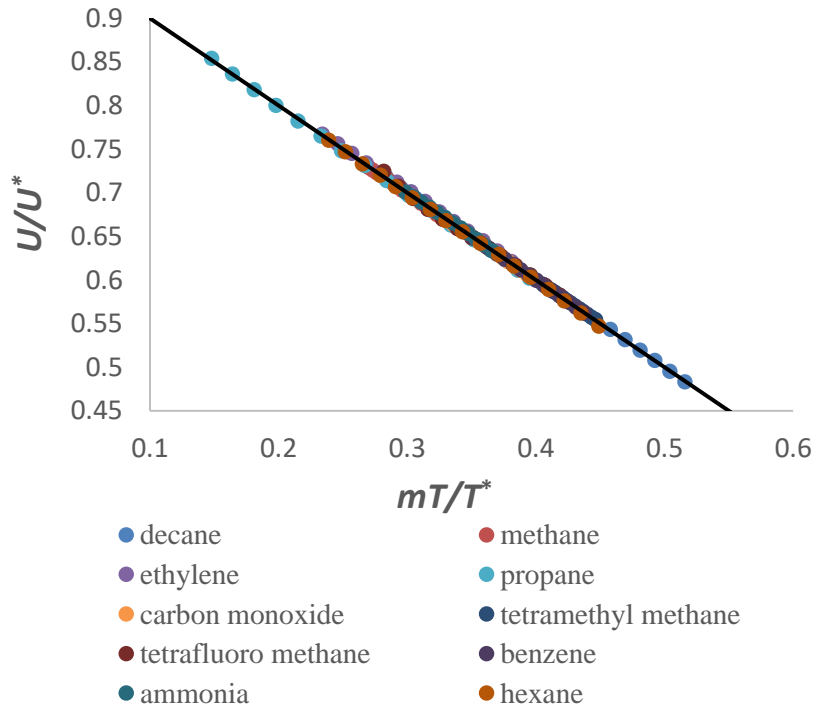 0.9
0.85
0.8
0.75
0.7
0.65
0.6
0.55
0.5
0.45
U/U*
0.1 0.2 0.3 0.4 0.5 0.6
mT/T*
decane methane
ethylene propane
carbon monoxide tetramethyl methane
tetrafluoro methane benzene
ammonia hexane